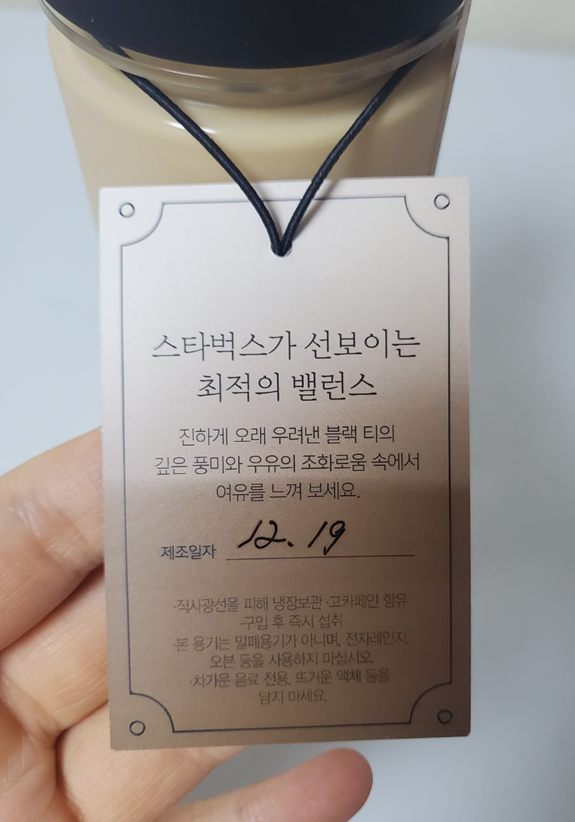 스타벅스가 선보이는
최적의 밸런스
진하게 오래 우려낸 블랙 티의
깊은 풍미와 우유의 조화로움 속에서
여유를 느껴 보세요.
제조일자 12. 19
·직사광선을 피해 냉장보관 ·고카페인 함유
·구입 후 즉시 섭취
·본 용기는 밀폐용기가 아니며, 전자레인지,
오븐 등을 사용하지 마십시오.
·차가운 음료 전용, 뜨거운 액체 등을
담지 마세요.